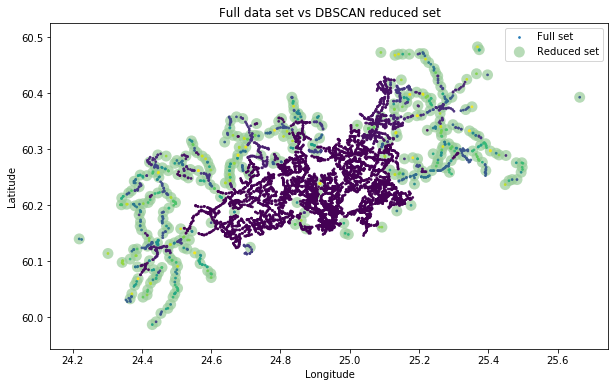 Full data set vs DBSCAN reduced set
Full set
Reduced set
60.5
60.4
60.3
60.2
60.1
60.0
Latitude
24.2 24.4 24.6 24.8 25.0 25.2 25.4 25.6
Longitude